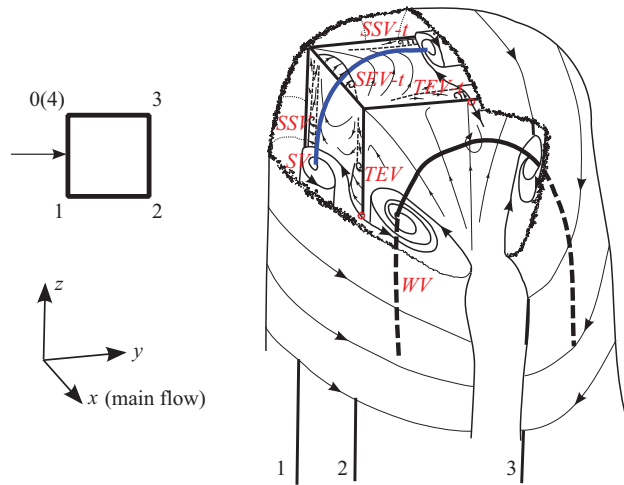 SSV-t
SEV-t
TEV-t
0(4)
3
SSV
SV
TEV
1
2
WV
z
y
x (main flow)
1
2
3